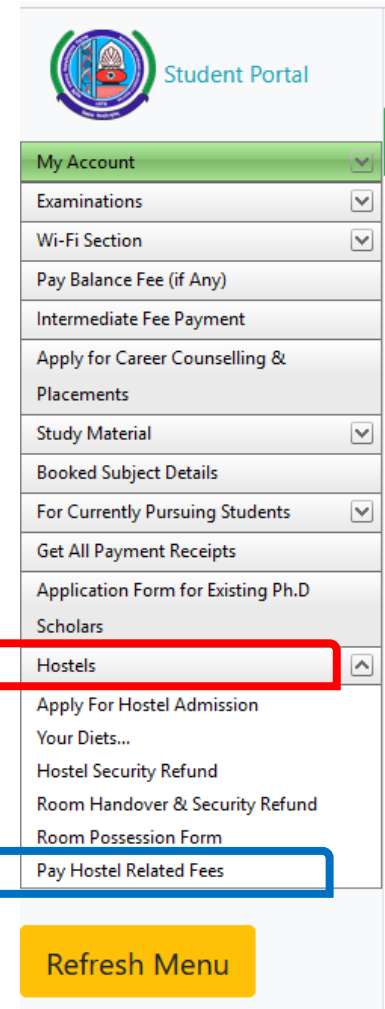 Student Portal
My Account
Examinations
Wi-Fi Section
Pay Balance Fee (if Any)
Intermediate Fee Payment
Apply for Career Counselling &
Placements
Study Material
Booked Subject Details
For Currently Pursuing Students
Get All Payment Receipts
Application Form for Existing Ph.D
Scholars
Hostels
Apply For Hostel Admission
Your Diets...
Hostel Security Refund
Room Handover & Security Refund
Room Possession Form
Pay Hostel Related Fees
Refresh Menu